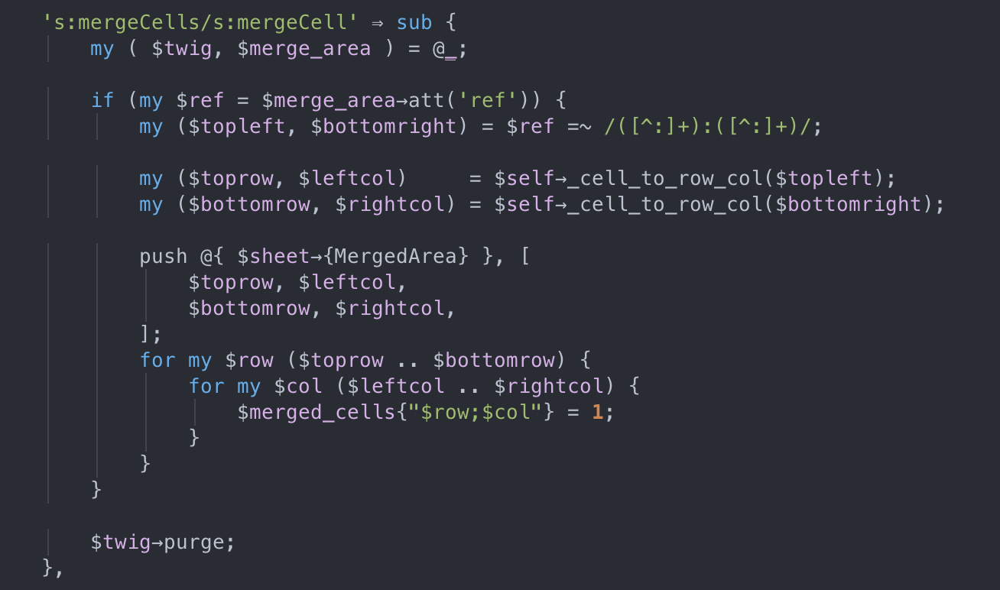 's:mergeCells/s:mergeCell' ⇒ sub {
    my ( $twig, $merge_area ) = @_;

    if (my $ref = $merge_area→att('ref')) {
        my ($topleft, $bottomright) = $ref =~ /([^:]+):([^:]+)/;

        my ($toprow, $leftcol)     = $self→_cell_to_row_col($topleft);
        my ($bottomrow, $rightcol) = $self→_cell_to_row_col($bottomright);

        push @{ $sheet→{MergedArea} }, [
            $toprow, $leftcol,
            $bottomrow, $rightcol,
        ];
        for my $row ($toprow .. $bottomrow) {
            for my $col ($leftcol .. $rightcol) {
                $merged_cells{"$row;$col"} = 1;
            }
        }
    }

    $twig→purge;
},